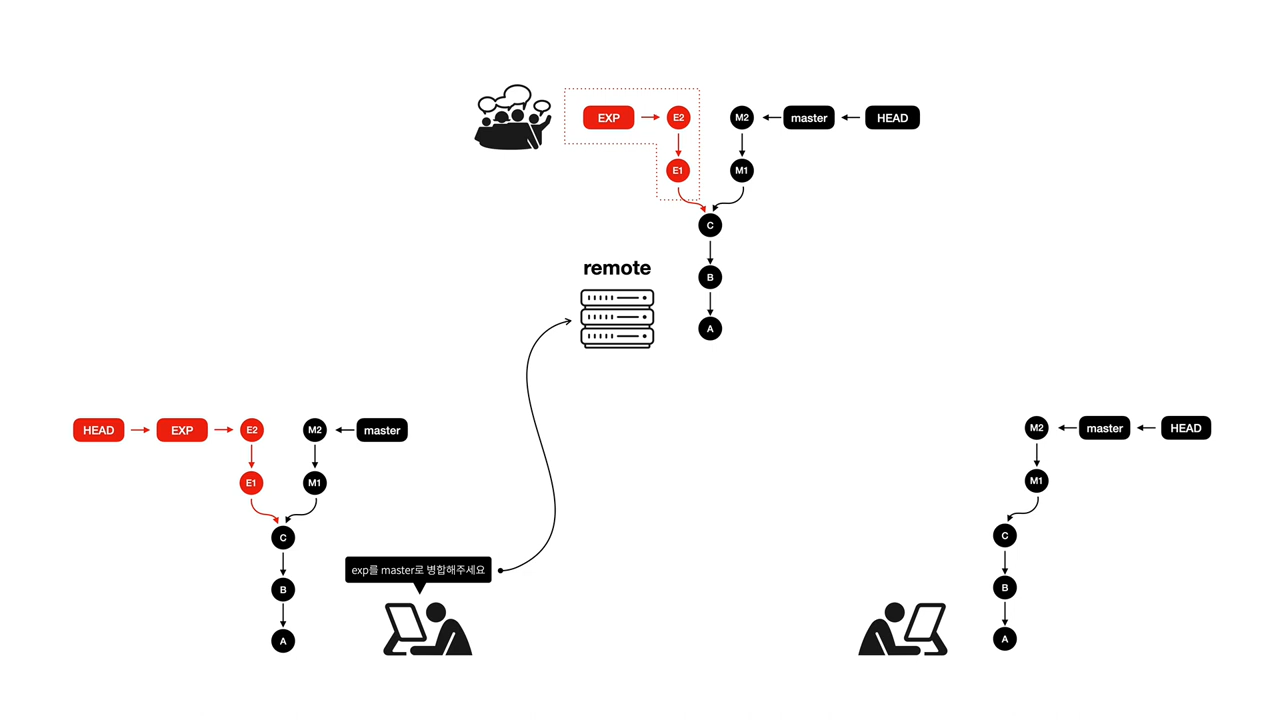 EXP E2 M2 master HEAD
E1 M1
C
remote
B
A
HEAD EXP E2 M2 master
E1 M1
C
exp를 master로 병합해주세요
B
A
M2 master HEAD
M1
C
B
A